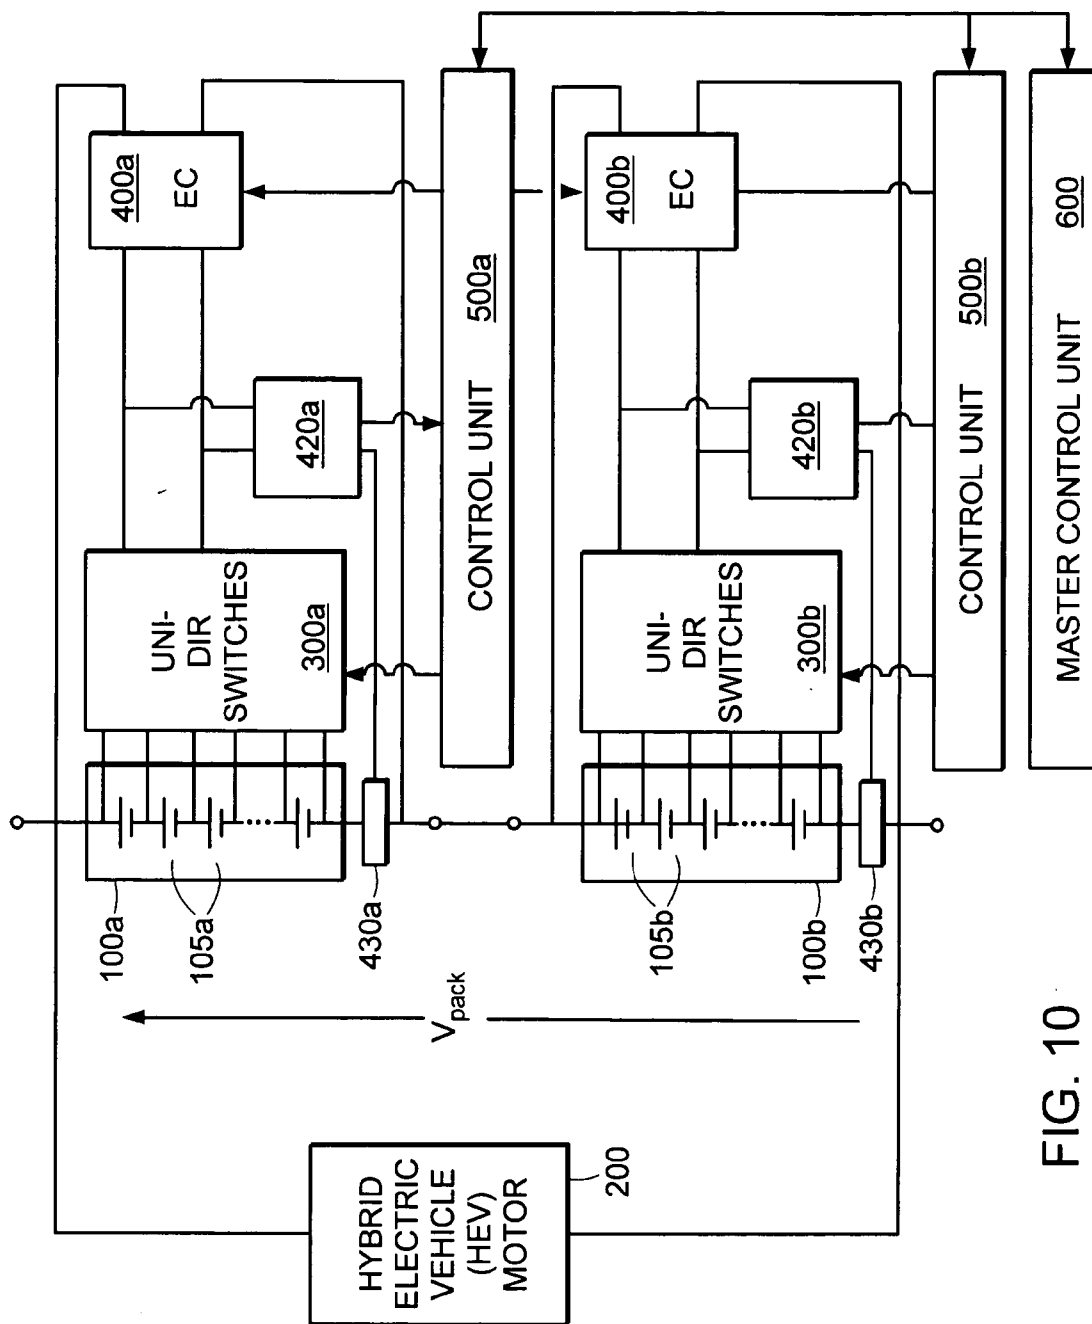 HYBRID
ELECTRIC
VEHICLE
(HEV)
MOTOR
200
Vpack
100a
105a
430a
UNI-
DIR
SWITCHES
300a
420a
400a
EC
CONTROL UNIT 500a
105b
100b
430b
UNI-
DIR
SWITCHES
300b
420b
400b
EC
CONTROL UNIT 500b
MASTER CONTROL UNIT 600
FIG. 10